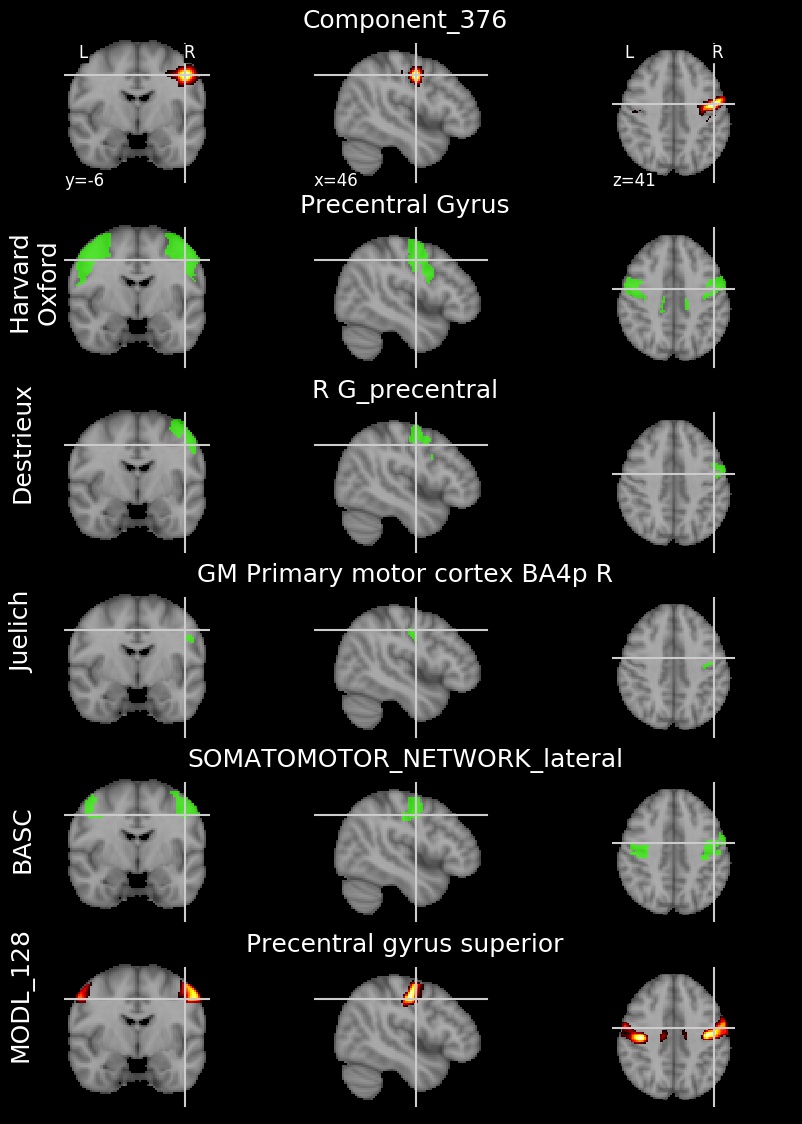 Component_376
L R L R
y=-6 x=46 z=41
Precentral Gyrus
Harvard
Oxford
R G_precentral
Destrieux
GM Primary motor cortex BA4p R
Juelich
SOMATOMOTOR_NETWORK_lateral
BASC
Precentral gyrus superior
MODL_128